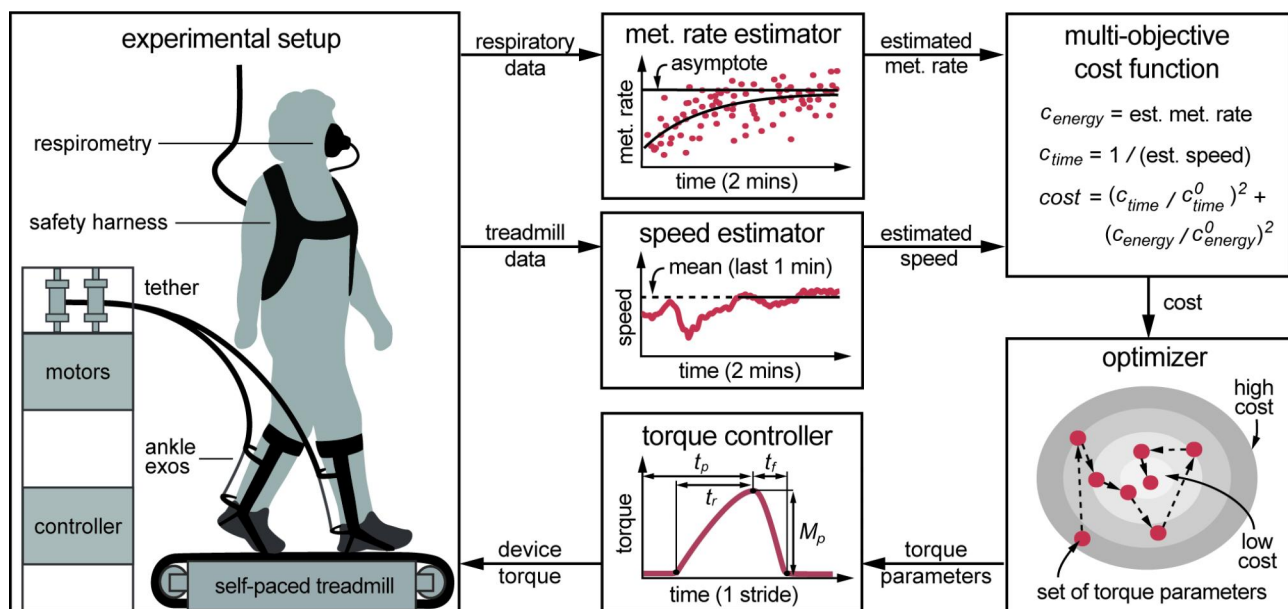 experimental setup
respirometry
safety harness
tether
motors
ankle
exos
controller
self-paced treadmill
respiratory
data
treadmill
data
device
torque
met. rate estimator
asymptote
met. rate
time (2 mins)
speed estimator
mean (last 1 min)
speed
time (2 mins)
torque controller
t_p
t_f
t_r
M_p
torque
time (1 stride)
estimated
met. rate
estimated
speed
torque
parameters
multi-objective
cost function
c_energy = est. met. rate
c_time = 1 / (est. speed)
cost = (c_time / c^0_time)^2 +
(c_energy / c^0_energy)^2
cost
optimizer
high
cost
low
cost
set of torque parameters